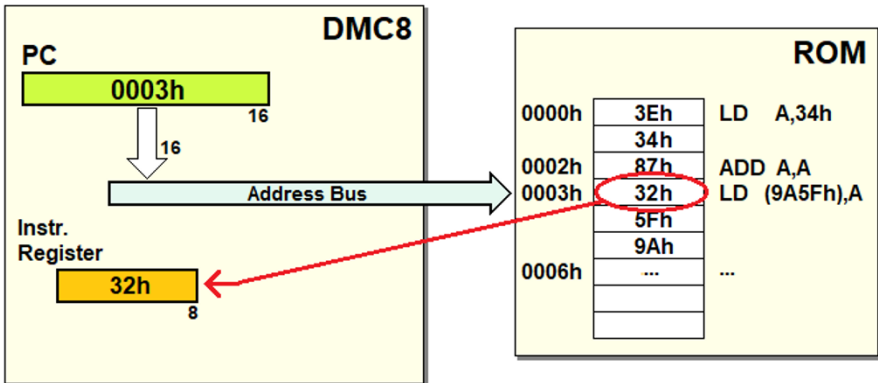 DMC8
PC
0003h
16
16
Address Bus
Instr.
Register
32h
8
ROM
0000h 3Eh LD A,34h
34h
0002h 87h ADD A,A
0003h 32h LD (9A5Fh),A
5Fh
9Ah
0006h ... ...